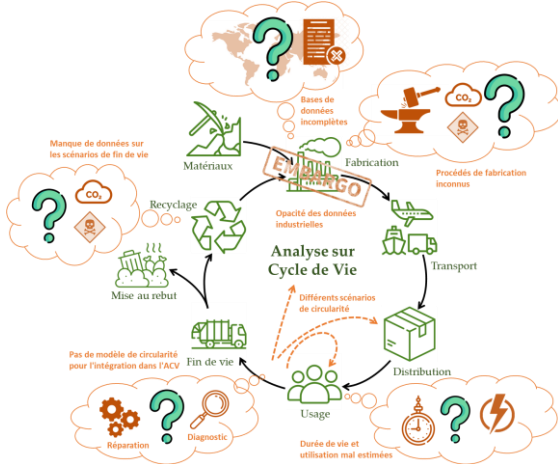 Bases de
données
incomplètes
CO₂
Manque de données sur
les scénarios de fin de vie
Matériaux
Fabrication
EMBARGO
Procédés de fabrication
inconnus
CO₂
Recyclage
Opacité des données
industrielles
Analyse sur
Cycle de Vie
Transport
Mise au rebut
Différents scénarios
de circularité
Pas de modèle de circularité
pour l'intégration dans l'ACV
Fin de vie
Distribution
Usage
Réparation
Diagnostic
Durée de vie et
utilisation mal estimées